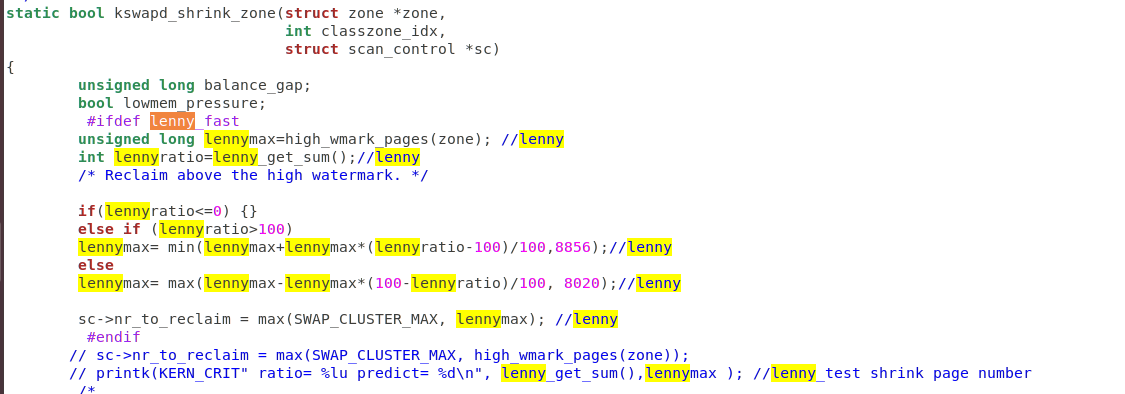 static bool kswapd_shrink_zone(struct zone *zone,
int classzone_idx,
struct scan_control *sc)
{
unsigned long balance_gap;
bool lowmem_pressure;
#ifdef lenny_fast
unsigned long lennymax=high_wmark_pages(zone); //lenny
int lennyratio=lenny_get_sum();//lenny
/* Reclaim above the high watermark. */
if(lennyratio<=0) {}
else if (lennyratio>100)
lennymax= min(lennymax+lennymax*(lennyratio-100)/100,8856);//lenny
else
lennymax= max(lennymax-lennymax*(100-lennyratio)/100, 8020);//lenny
sc->nr_to_reclaim = max(SWAP_CLUSTER_MAX, lennymax); //lenny
#endif
// sc->nr_to_reclaim = max(SWAP_CLUSTER_MAX, high_wmark_pages(zone));
// printk(KERN_CRIT" ratio= %lu predict= %d\n", lenny_get_sum(),lennymax ); //lenny_test shrink page number
/*